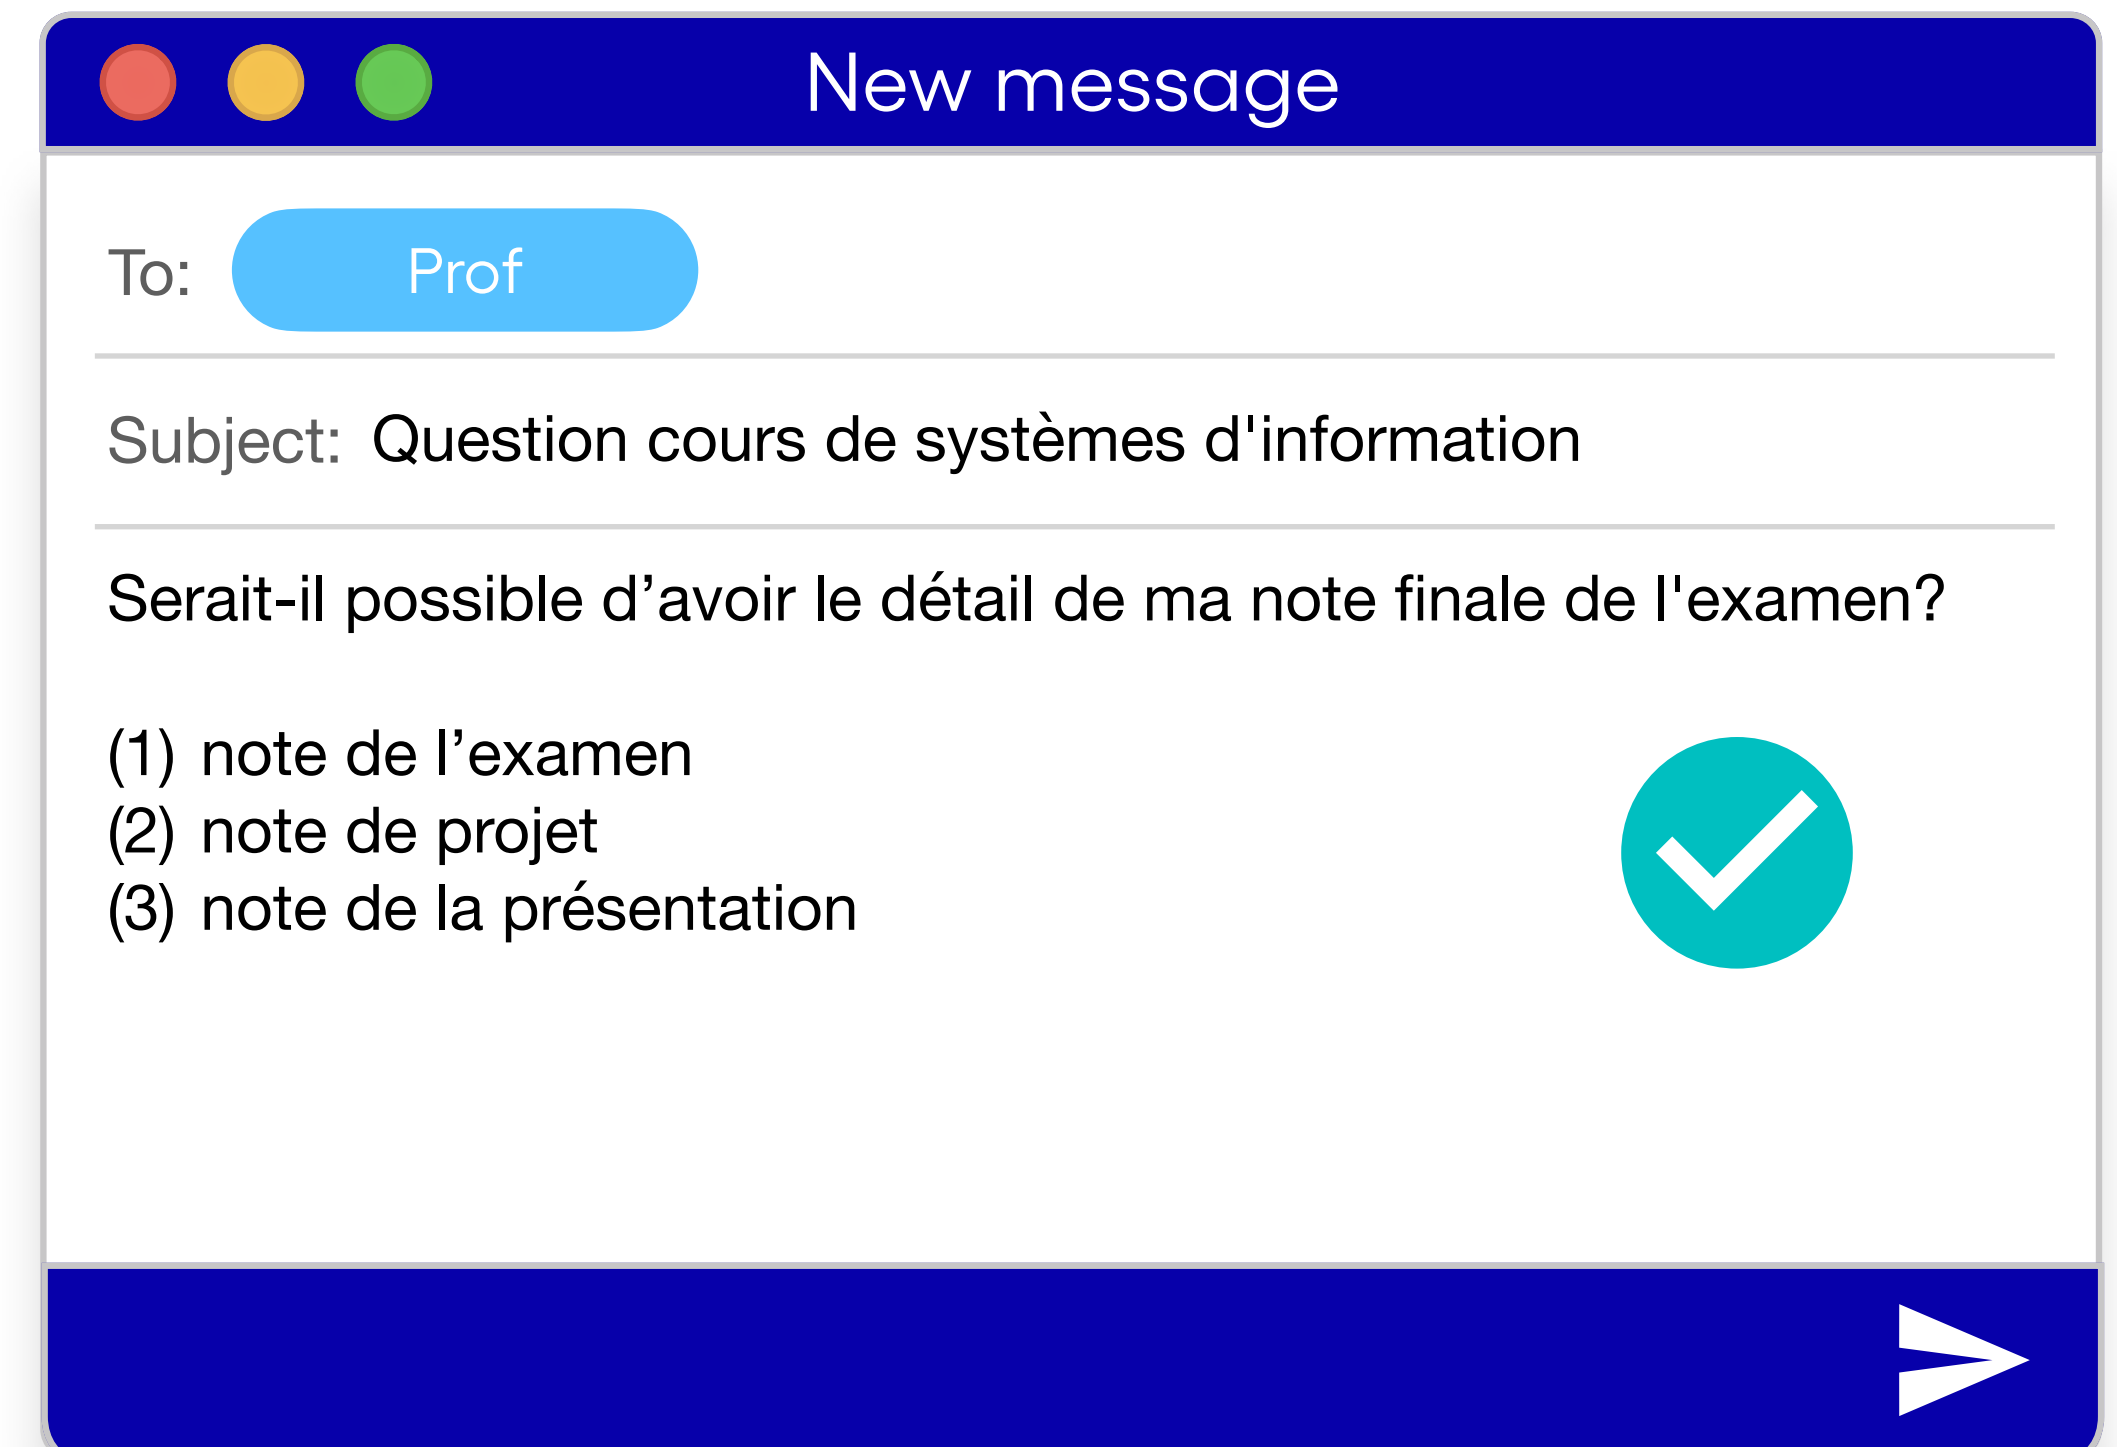 New message
To: Prof
Subject: Question cours de systèmes d'information
Serait-il possible d’avoir le détail de ma note finale de l'examen?
(1) note de l’examen
(2) note de projet
(3) note de la présentation